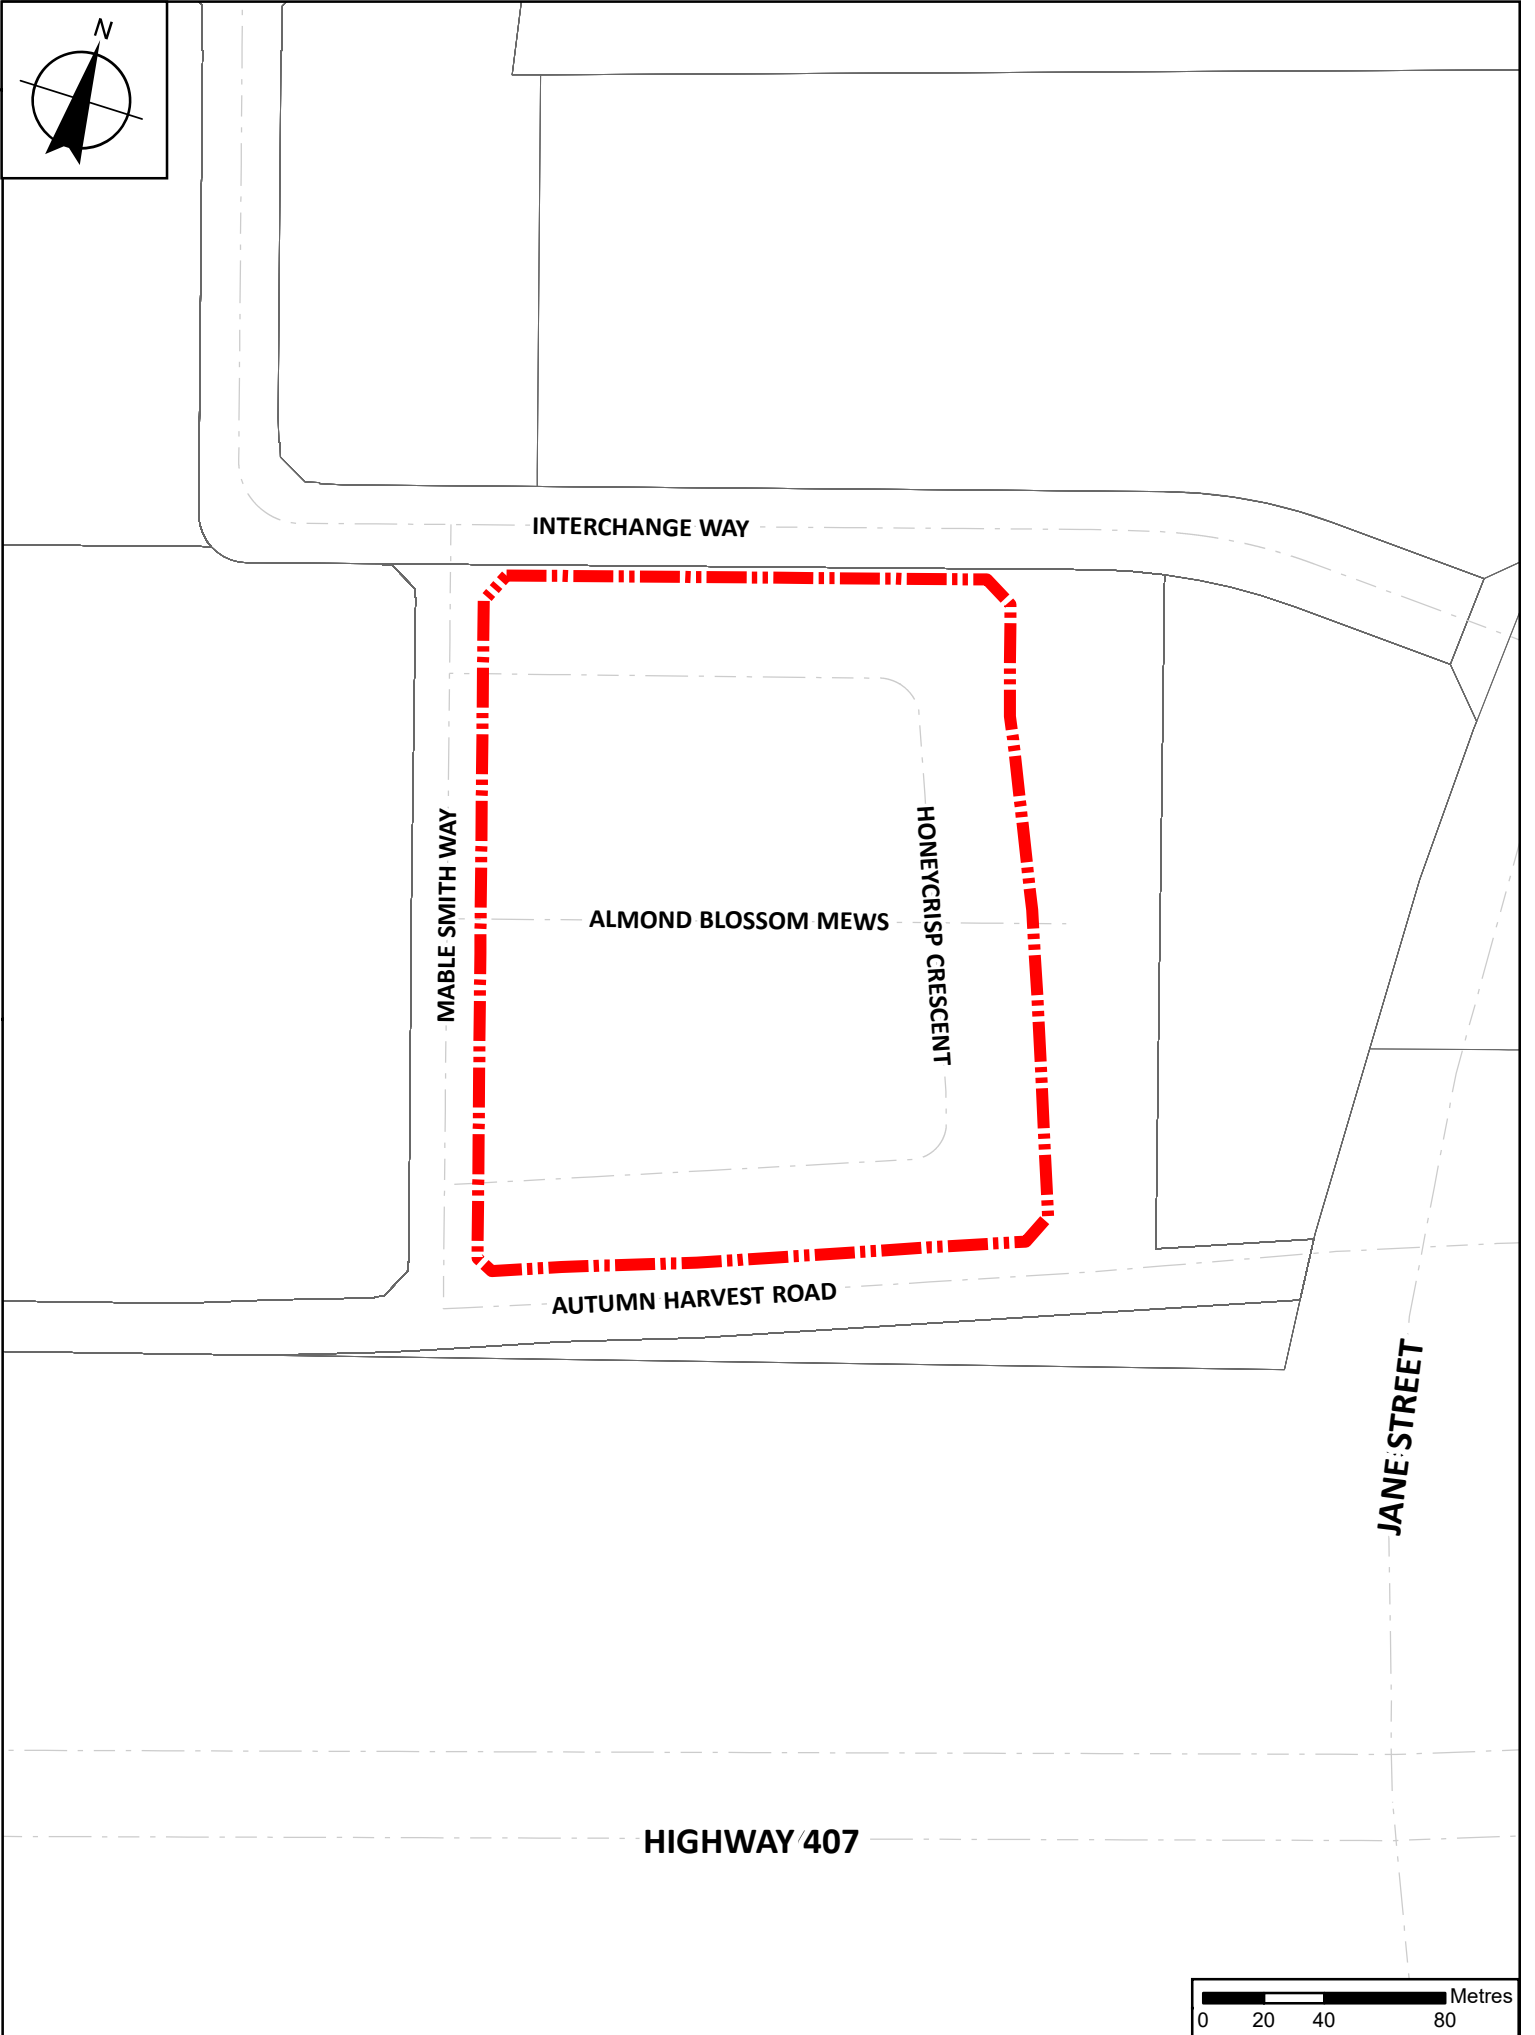 N
INTERCHANGE WAY
MABLE SMITH WAY
HONEYCRISP CRESCENT
ALMOND BLOSSOM MEWS
AUTUMN HARVEST ROAD
JANE STREET
HIGHWAY 407
Metres
0 20 40 80